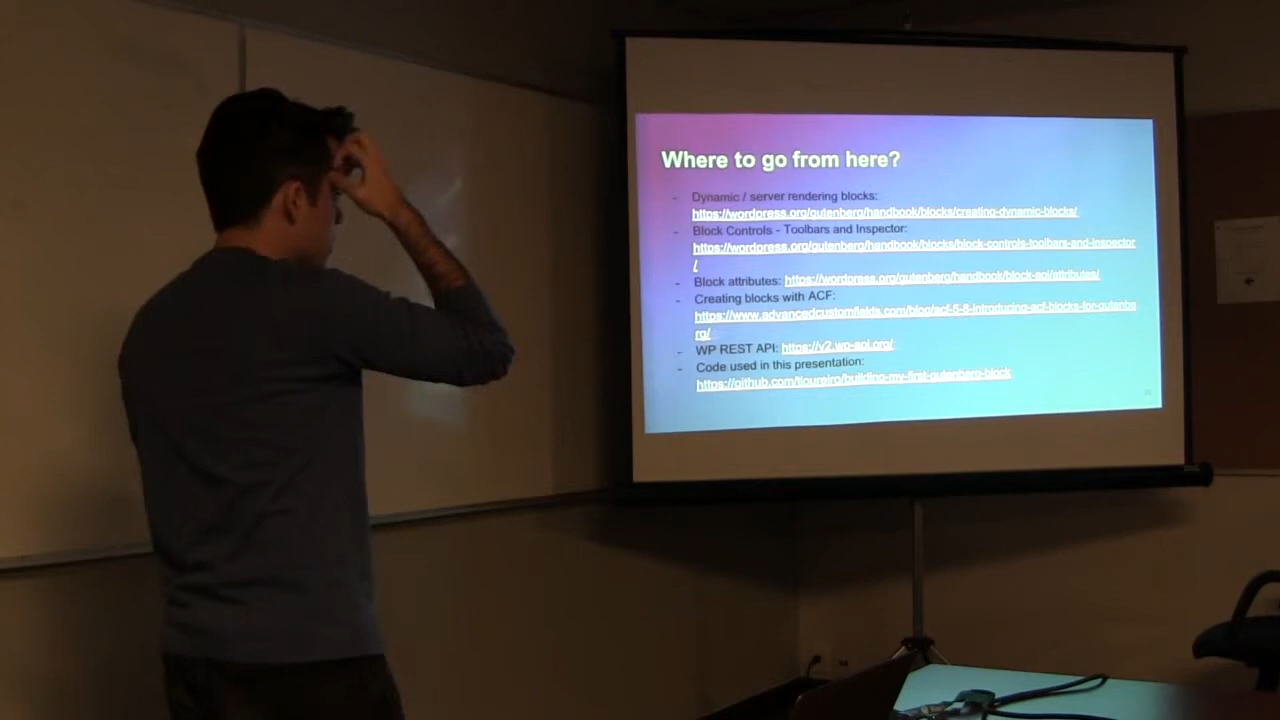 Where to go from here?
- Dynamic / server rendering blocks:
https://wordpress.org/gutenberg/handbook/blocks/creating-dynamic-blocks/
- Block Controls - Toolbars and Inspector:
https://wordpress.org/gutenberg/handbook/blocks/block-controls-toolbars-and-inspector
/
- Block attributes: https://wordpress.org/gutenberg/handbook/block-api/attributes/
- Creating blocks with ACF:
https://www.advancedcustomfields.com/blog/acf-5-8-introducing-acf-blocks-for-gutenbe
rg/
- WP REST API: https://v2.wp-api.org/
- Code used in this presentation:
https://github.com/tloureiro/building-my-first-gutenberg-block